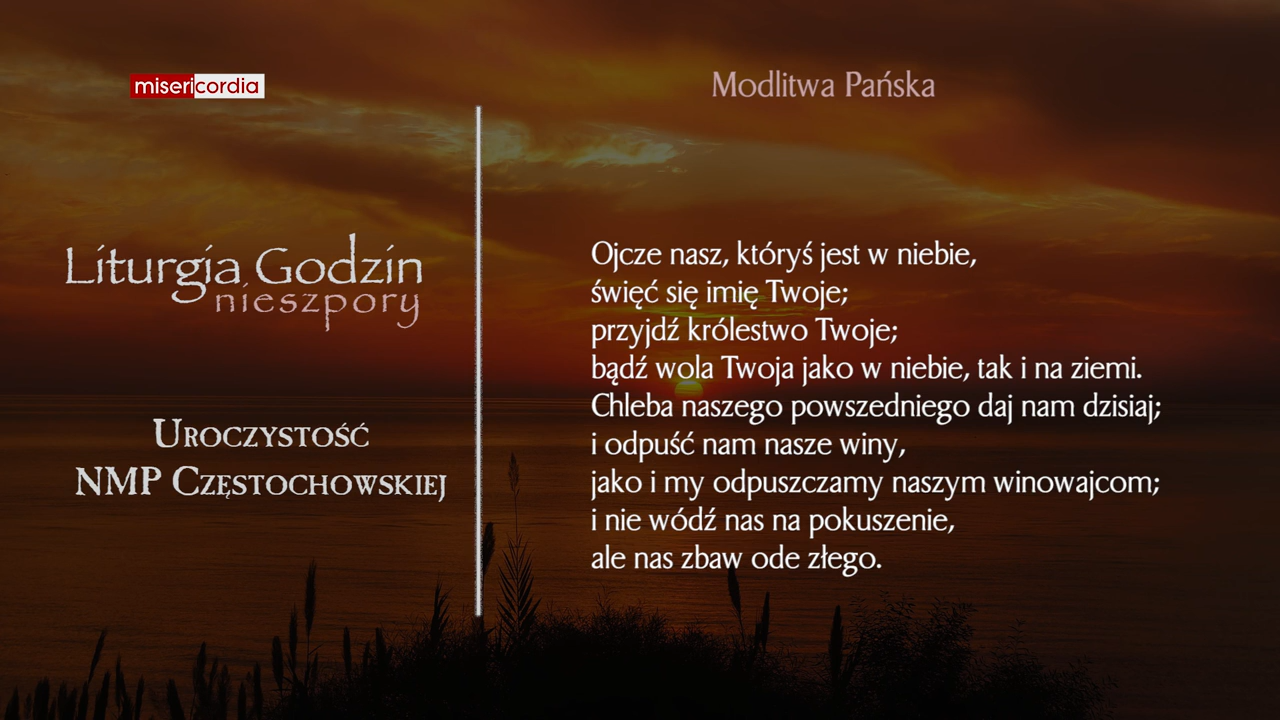 misericordia
Liturgia Godzin
nieszpory
Uroczystość
NMP Częstochowskiej
Modlitwa Pańska
Ojcze nasz, któryś jest w niebie,
święć się imię Twoje;
przyjdź królestwo Twoje;
bądź wola Twoja jako w niebie, tak i na ziemi.
Chleba naszego powszedniego daj nam dzisiaj;
i odpuść nam nasze winy,
jako i my odpuszczamy naszym winowajcom;
i nie wódź nas na pokuszenie,
ale nas zbaw ode złego.